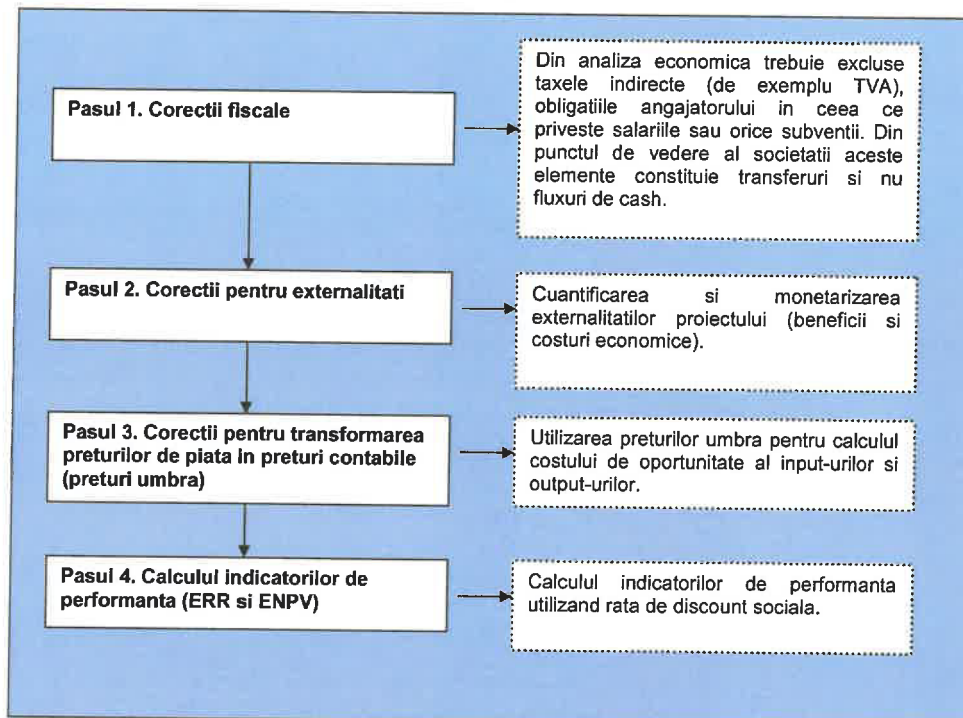 Pasul 1. Corectii fiscale
Din analiza economica trebuie excluse
taxele indirecte (de exemplu TVA),
obligatiile angajatorului in ceea ce
priveste salariile sau orice subventii. Din
punctul de vedere al societatii aceste
elemente constituie transferuri si nu
fluxuri de cash.
Pasul 2. Corectii pentru externalitati
Cuantificarea si monetarizarea
externalitatilor proiectului (beneficii si
costuri economice).
Pasul 3. Corectii pentru transformarea
preturilor de piata in preturi contabile
(preturi umbra)
Utilizarea preturilor umbra pentru calculul
costului de oportunitate al input-urilor si
output-urilor.
Pasul 4. Calculul indicatorilor de
performanta (ERR si ENPV)
Calculul indicatorilor de performanta
utilizand rata de discount sociala.